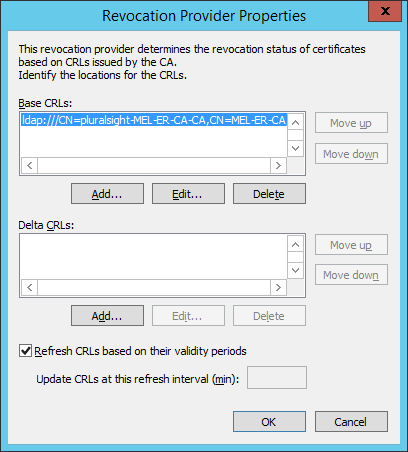 Revocation Provider Properties
x
This revocation provider determines the revocation status of certificates
based on CRLs issued by the CA.
Identify the locations for the CRLs.
Base CRLs:
ldap:///CN=pluralsight-MEL-ER-CA-CA,CN=MEL-ER-CA
Move up
Move down
Add...
Edit...
Delete
Delta CRLs:
Move up
Move down
Add...
Edit...
Delete
Refresh CRLs based on their validity periods
Update CRLs at this refresh interval (min):
OK
Cancel